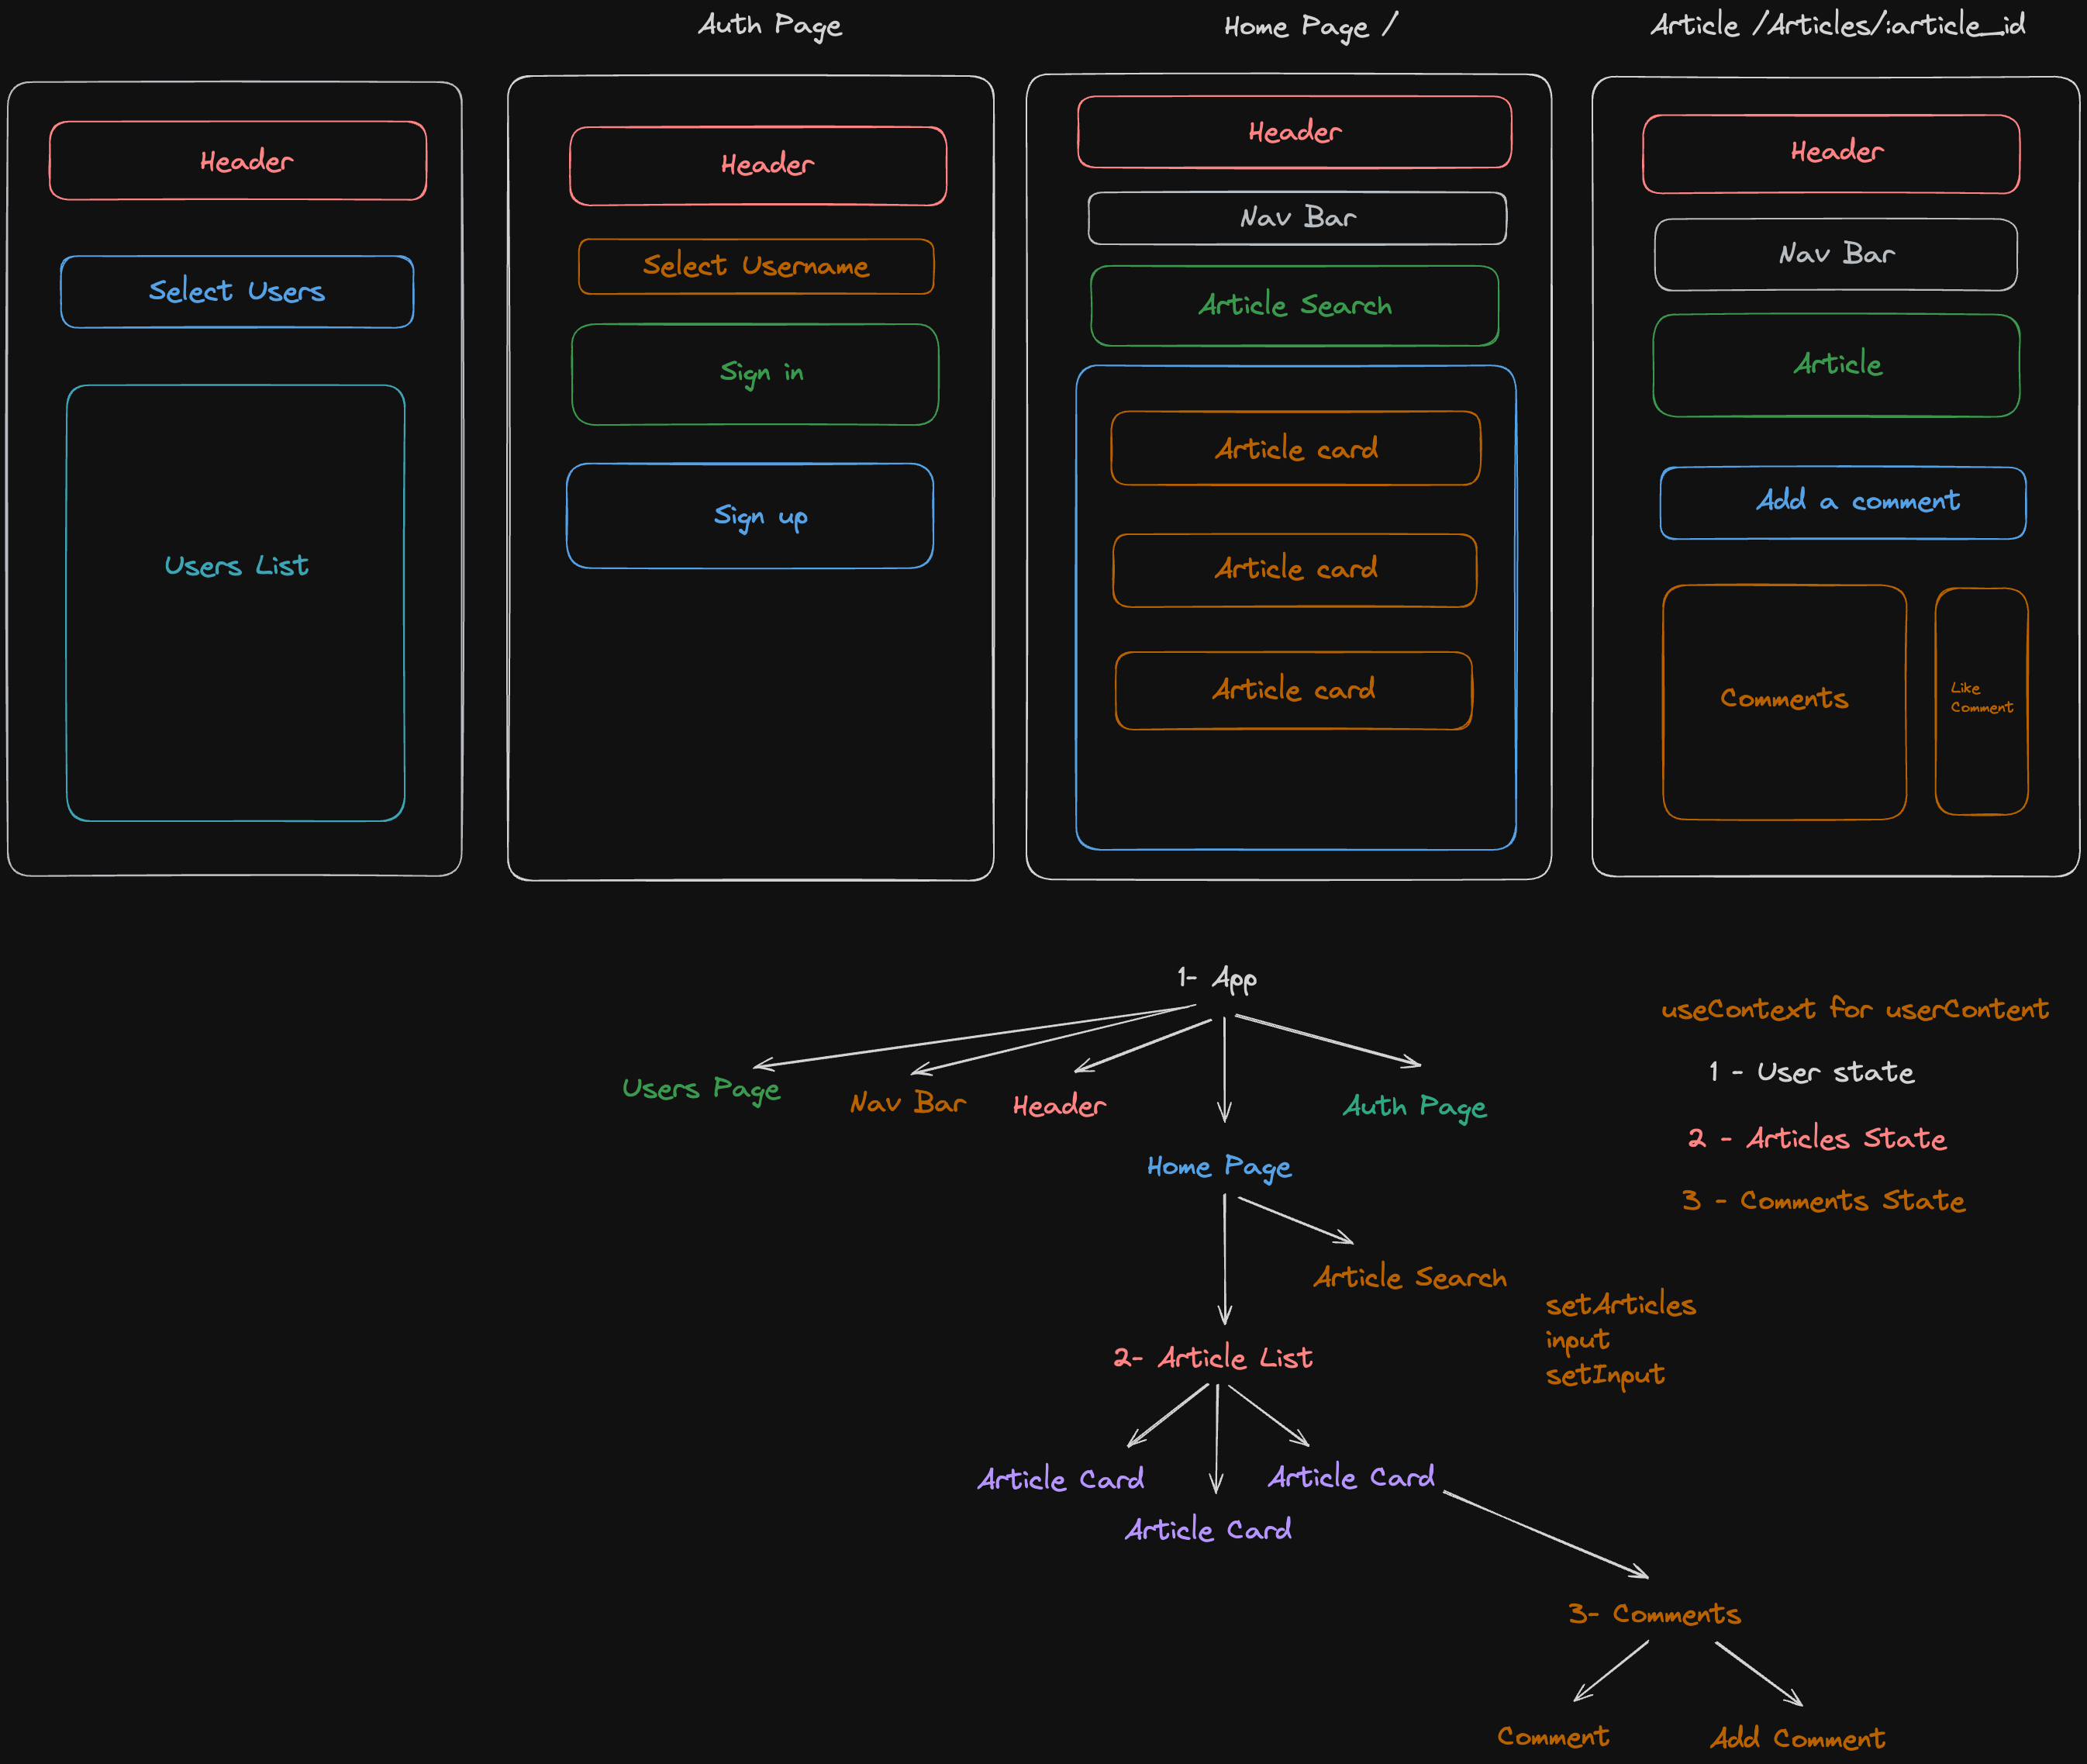 Auth Page
Home Page /
Article /Articles/:article_id
Header
Select Users
Users List
Header
Select Username
Sign in
Sign up
Header
Nav Bar
Article Search
Article card
Article card
Article card
Header
Nav Bar
Article
Add a comment
Comments
Like
Comment
1- App
Users Page
Nav Bar
Header
Auth Page
Home Page
Article Search
2- Article List
Article Card
Article Card
Article Card
3- Comments
Comment
Add Comment
useContext for userContent
1 - User state
2 - Articles State
3 - Comments State
setArticles
input
setInput